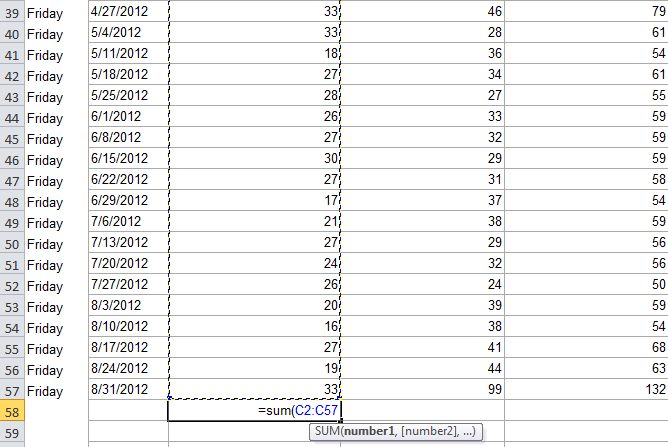 39 Friday 4/27/2012 33 46 79
40 Friday 5/4/2012 33 28 61
41 Friday 5/11/2012 18 36 54
42 Friday 5/18/2012 27 34 61
43 Friday 5/25/2012 28 27 55
44 Friday 6/1/2012 26 33 59
45 Friday 6/8/2012 27 32 59
46 Friday 6/15/2012 30 29 59
47 Friday 6/22/2012 27 31 58
48 Friday 6/29/2012 17 37 54
49 Friday 7/6/2012 21 38 59
50 Friday 7/13/2012 27 29 56
51 Friday 7/20/2012 24 32 56
52 Friday 7/27/2012 26 24 50
53 Friday 8/3/2012 20 39 59
54 Friday 8/10/2012 16 38 54
55 Friday 8/17/2012 27 41 68
56 Friday 8/24/2012 19 44 63
57 Friday 8/31/2012 33 99 132
58 =sum(C2:C57
59 SUM(number1, [number2], ...)